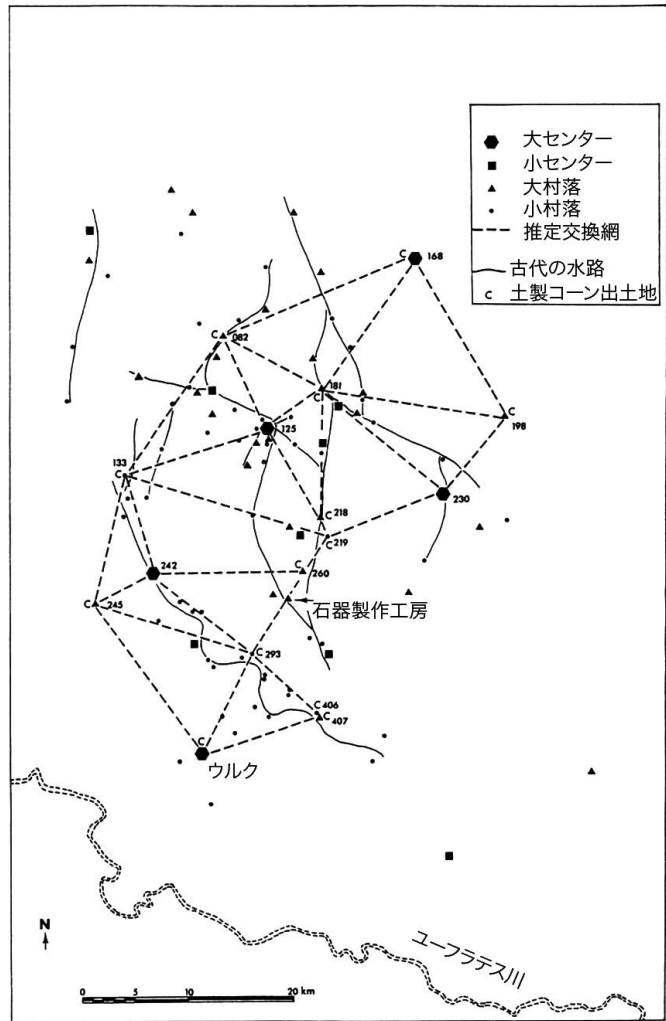 大センター
小センター
大村落
小村落
推定交換網
古代の水路
C 土製コーン出土地
C 168
C 082
181 C
C 198
125
133 C
230
C 218
C 219
242
C 260
C 245
石器製作工房
C 293
406
C 407
C
ウルク
ユーフラテス川
N
0 5 10 20 km